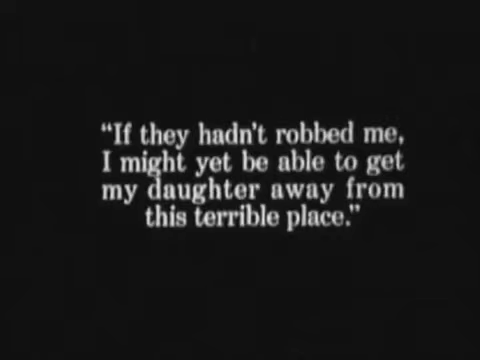 “If they hadn't robbed me,
I might yet be able to get
my daughter away from
this terrible place.”